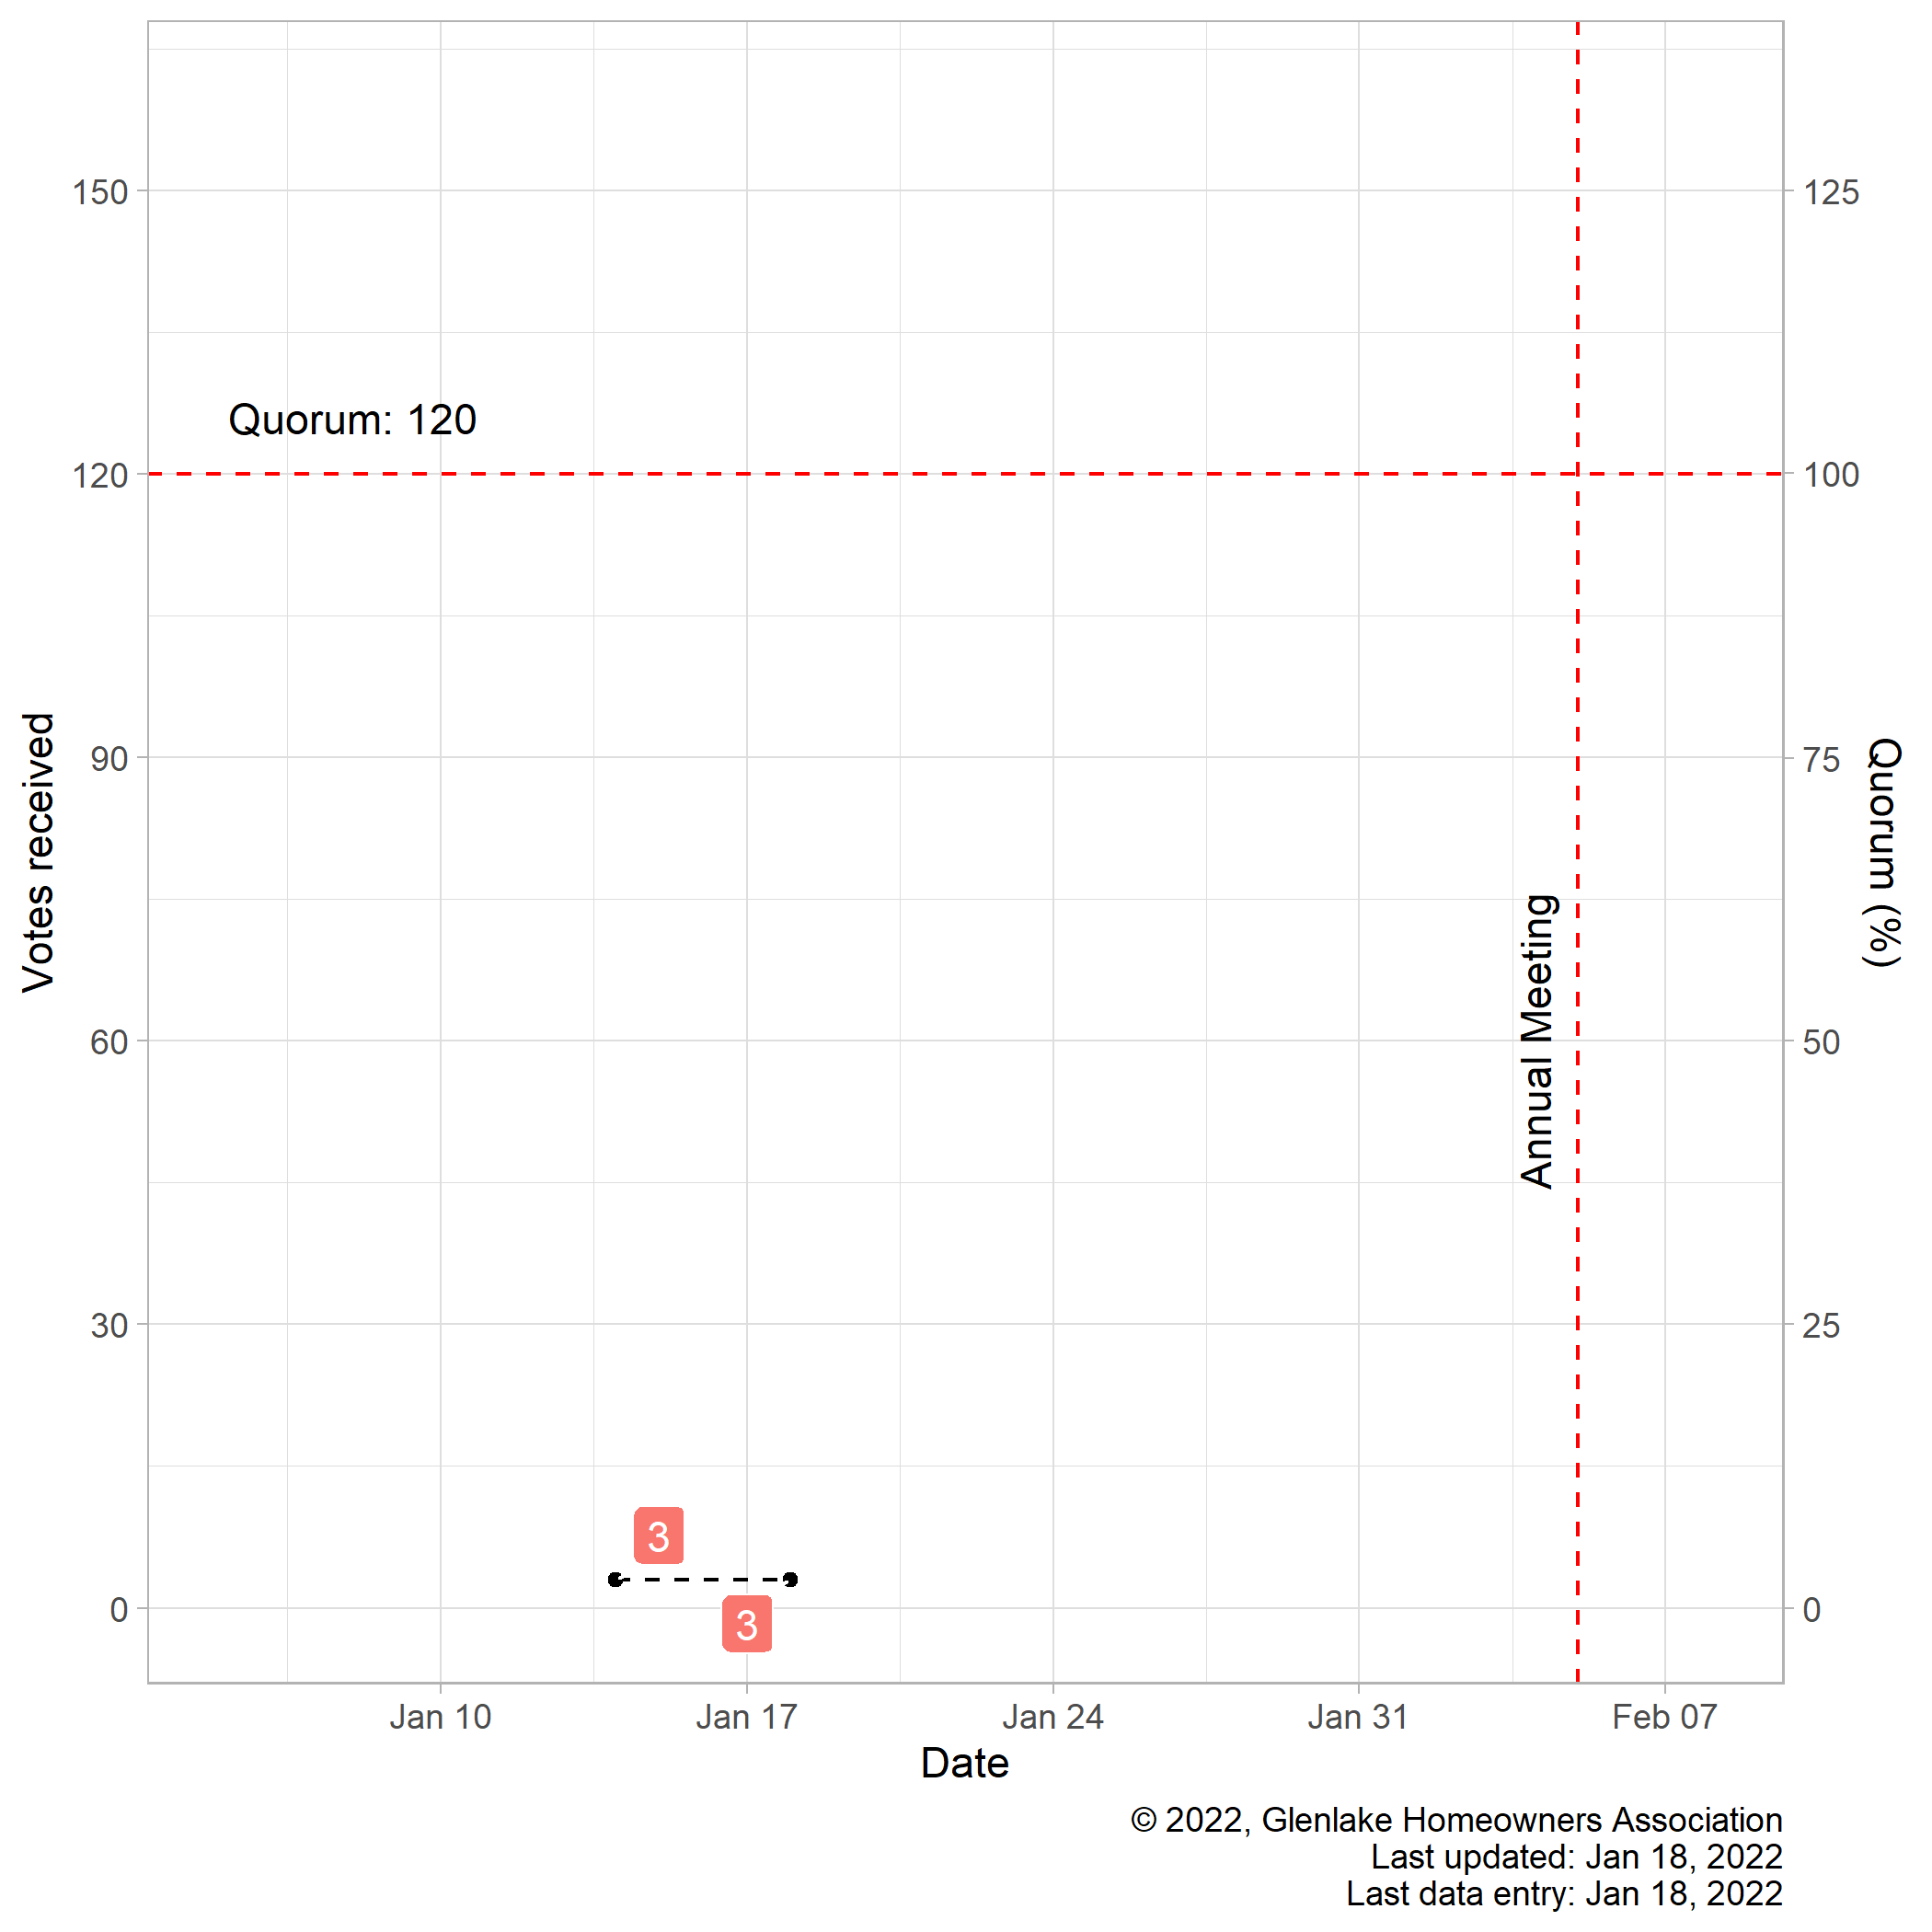 150
125
Quorum: 120
120
100
90
75
Votes received
Quorum (%)
Annual Meeting
60
50
30
25
3
3
0
0
Jan 10
Jan 17
Jan 24
Jan 31
Feb 07
Date
© 2022, Glenlake Homeowners Association
Last updated: Jan 18, 2022
Last data entry: Jan 18, 2022